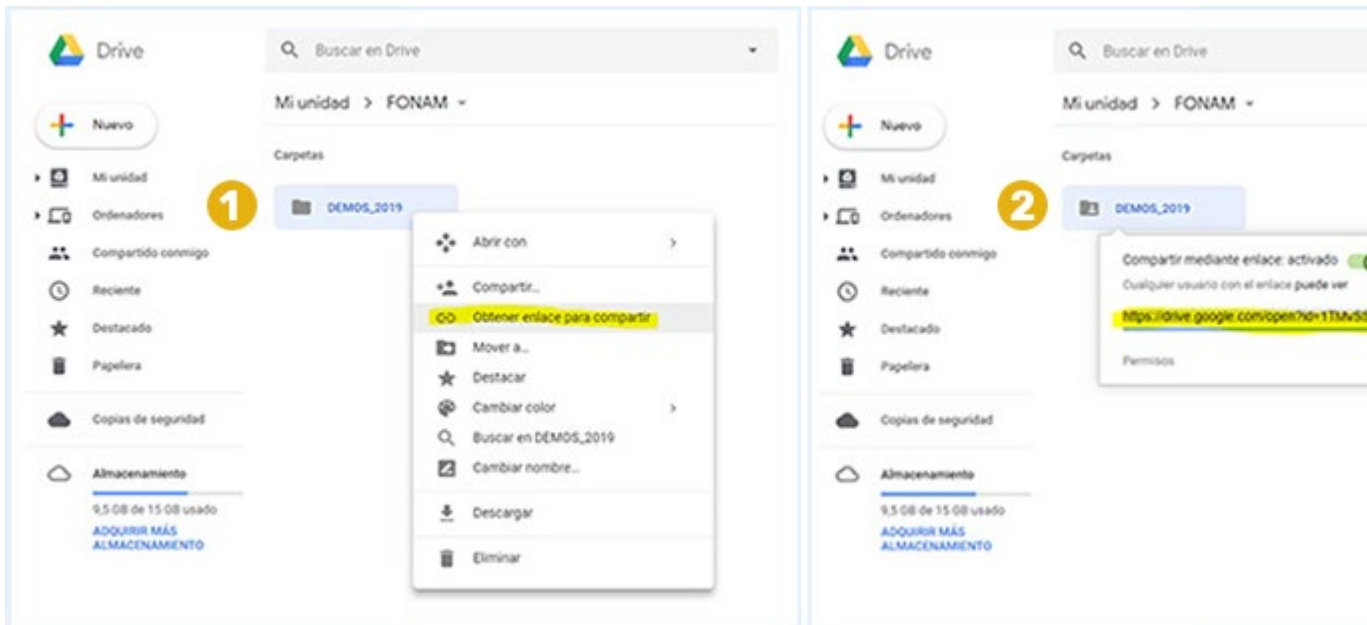 Drive
Buscar en Drive
Mi unidad > FONAM
Nuevo
Carpetas
Mi unidad
1
DEMOS_2019
Ordenadores
Abrir con
Compartido conmigo
Compartir...
Reciente
Obtener enlace para compartir
Destacado
Mover a...
Papelera
Destacar
Cambiar color
Copias de seguridad
Buscar en DEMOS_2019
Cambiar nombre...
Almacenamiento
9,5 GB de 15 GB usado
Descargar
ADQUIRIR MÁS
ALMACENAMIENTO
Eliminar
Drive
Buscar en Drive
Mi unidad > FONAM
Nuevo
Carpetas
Mi unidad
2
DEMOS_2019
Ordenadores
Compartido conmigo
Compartir mediante enlace: activado
Cualquier usuario con el enlace puede ver
Reciente
https://drive.google.com/open?id=1TMvS
Destacado
Permisos
Papelera
Copias de seguridad
Almacenamiento
9,5 GB de 15 GB usado
ADQUIRIR MÁS
ALMACENAMIENTO